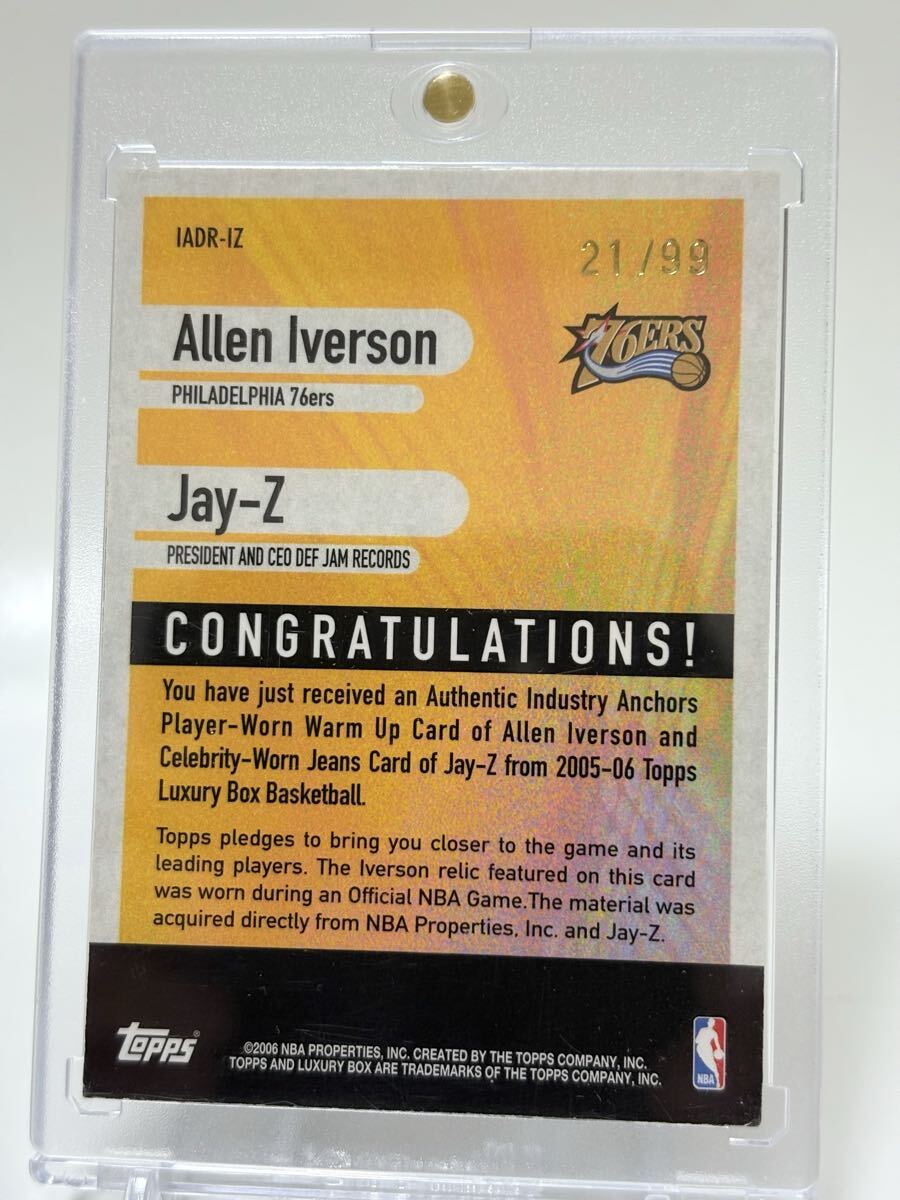 IADR-IZ
21/99
Allen Iverson
76ERS
PHILADELPHIA 76ers
Jay-Z
PRESIDENT AND CEO DEF JAM RECORDS
CONGRATULATIONS!
You have just received an Authentic Industry Anchors
Player-Worn Warm Up Card of Allen Iverson and
Celebrity-Worn Jeans Card of Jay-Z from 2005-06 Topps
Luxury Box Basketball.
Topps pledges to bring you closer to the game and its
leading players. The Iverson relic featured on this card
was worn during an Official NBA Game.The material was
acquired directly from NBA Properties, Inc. and Jay-Z.
topps®
©2006 NBA PROPERTIES, INC. CREATED BY THE TOPPS COMPANY, INC.
TOPPS AND LUXURY BOX ARE TRADEMARKS OF THE TOPPS COMPANY, INC.
NBA